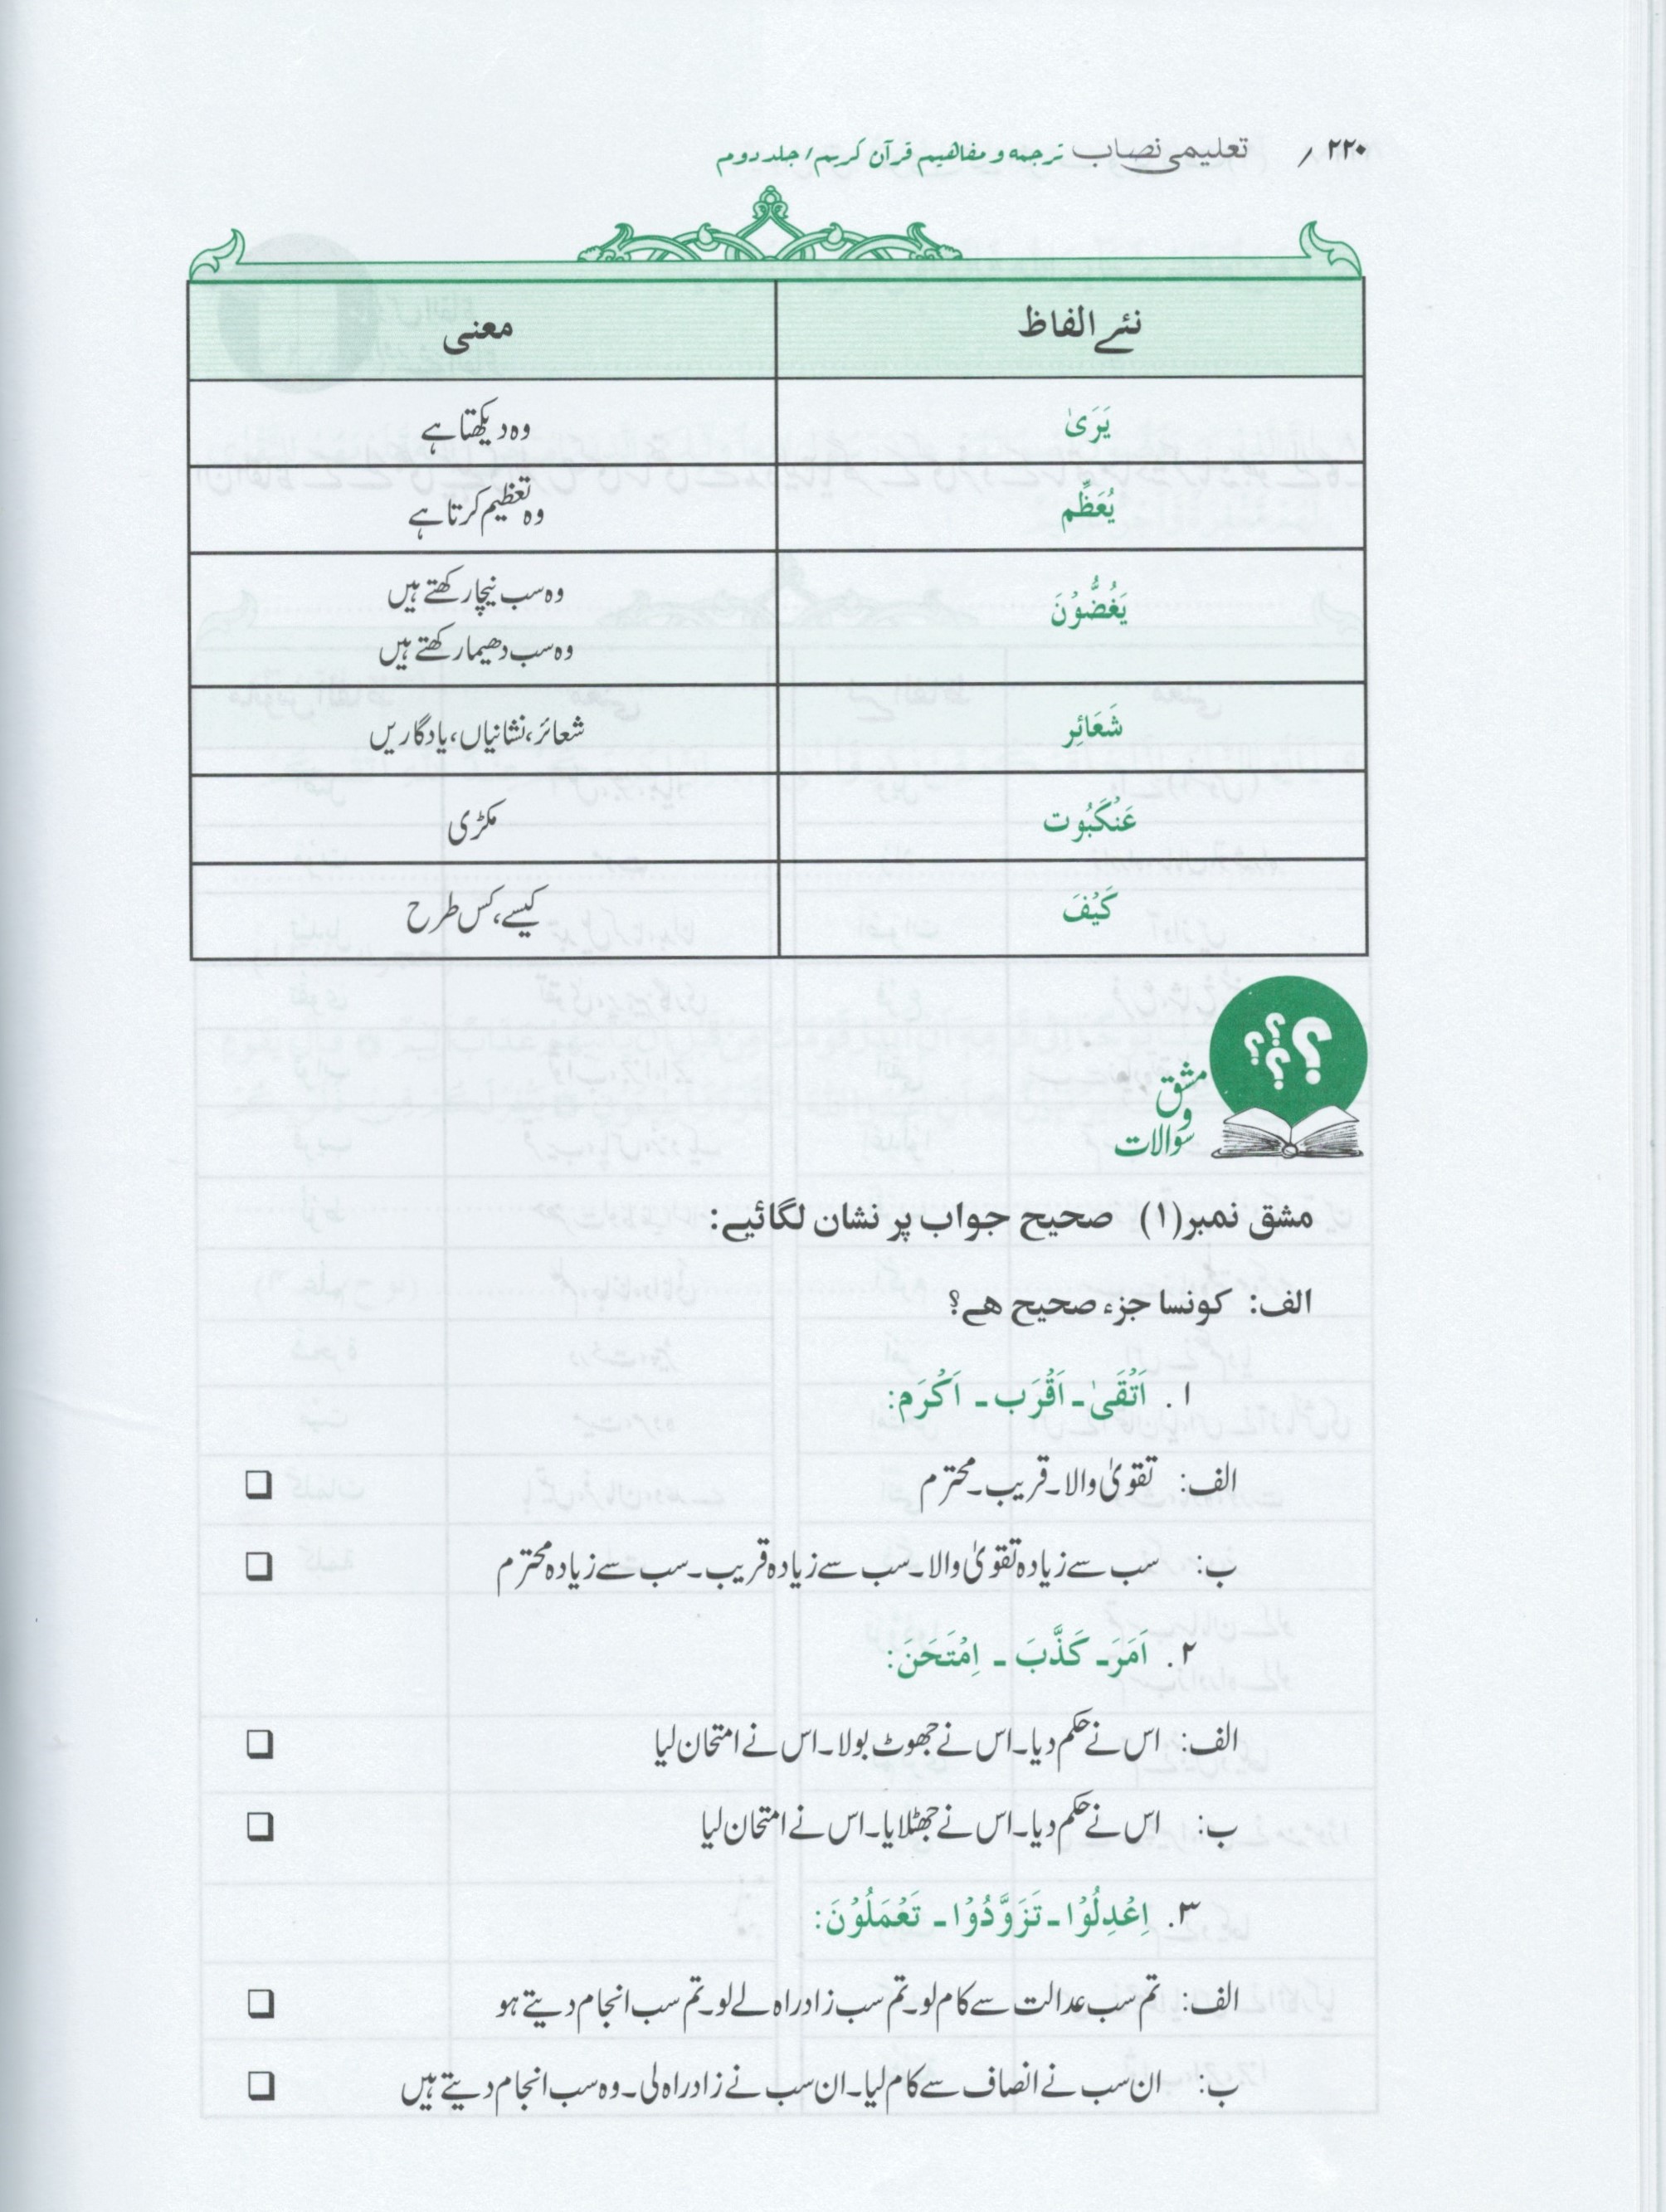 ۲۲۰ / تعلیمی نصاب ترجمه و مفاهیم قرآن کریم/ جلد دوم
نئے الفاظ	معنی
یَرَیٰ	وہ دیکھتا ہے
یُعَظِّم	وہ تعظیم کرتا ہے
یَغُضُّوْنَ	وہ سب نیچا رکھتے ہیں
وہ سب دھیما رکھتے ہیں
شَعَائِر	شعائر، نشانیاں، یادگاریں
عَنْکَبُوت	مکڑی
کَیْفَ	کیسے، کس طرح
؟؟؟؟
مشق
و
سوالات
مشق نمبر(۱) صحیح جواب پر نشان لگائیے:
الف: کونسا جزء صحیح ھے؟
۱. اَتْقَیٰ ۔ اَقْرَب ۔ اَکْرَم:
الف: تقویٰ والا ۔ قریب ۔ محترم ❑
ب: سب سے زیادہ تقویٰ والا ۔ سب سے زیادہ قریب ۔ سب سے زیادہ محترم ❑
۲. اَمَرَ ۔ کَذَّبَ ۔ اِمْتَحَنَ:
الف: اس نے حکم دیا ۔ اس نے جھوٹ بولا ۔ اس نے امتحان لیا ❑
ب: اس نے حکم دیا ۔ اس نے جھٹلایا ۔ اس نے امتحان لیا ❑
۳. اِعْدِلُوْا ۔ تَزَوَّدُوْا ۔ تَعْمَلُوْنَ:
الف: تم سب عدالت سے کام لو ۔ تم سب زادراہ لے لو ۔ تم سب انجام دیتے ہو ❑
ب: ان سب نے انصاف سے کام لیا ۔ ان سب نے زادراہ لی ۔ وہ سب انجام دیتے ہیں ❑